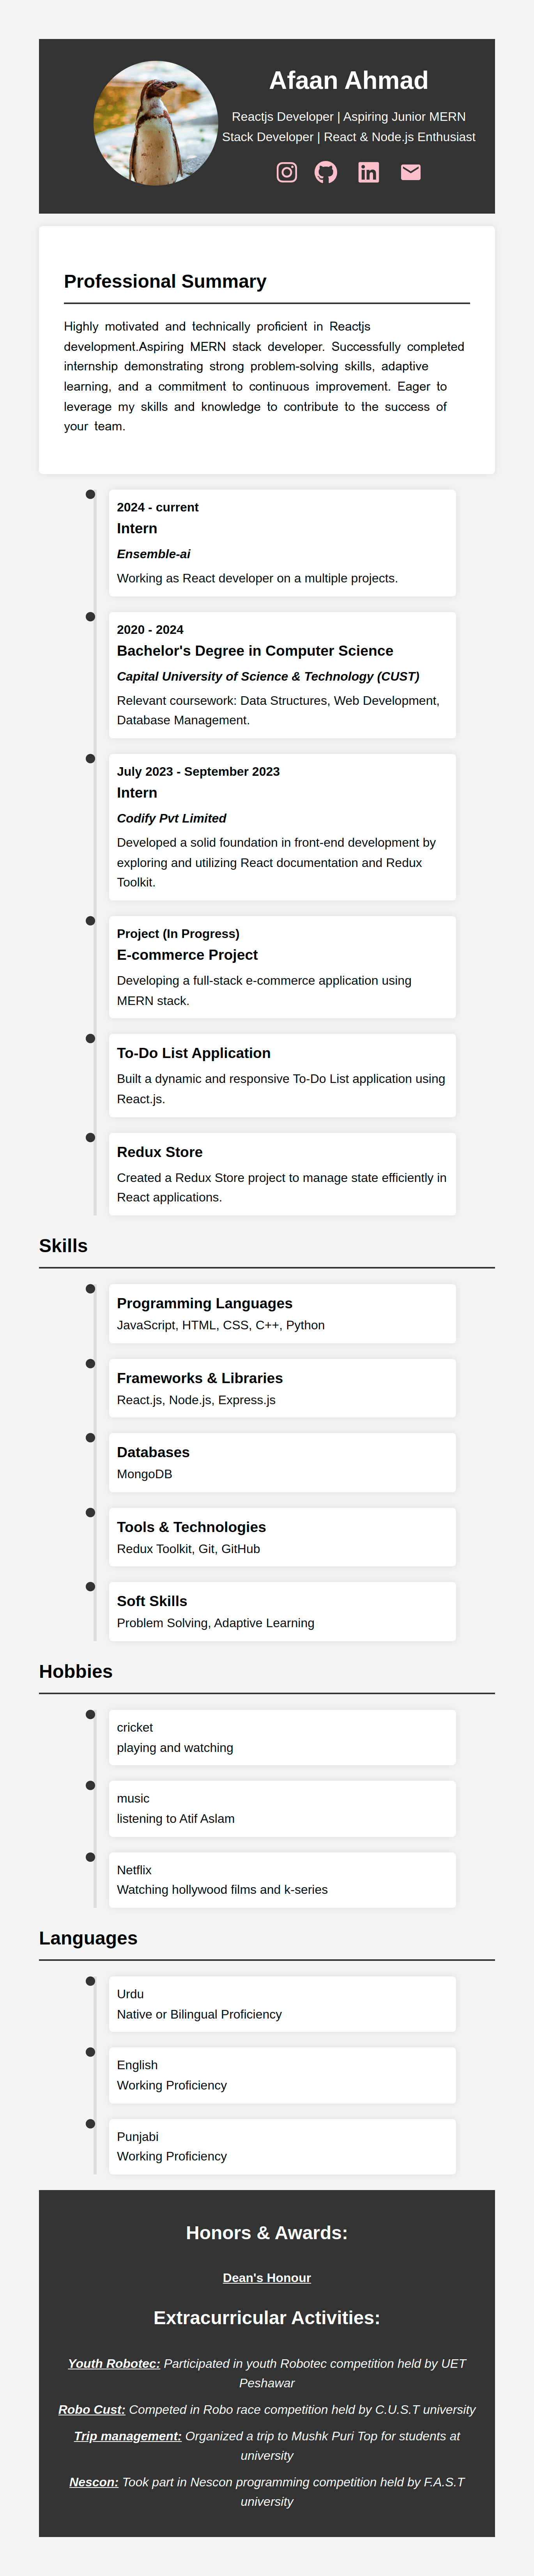 Afaan Ahmad
Reactjs Developer | Aspiring Junior MERN
Stack Developer | React & Node.js Enthusiast
Professional Summary
Highly motivated and technically proficient in Reactjs
development.Aspiring MERN stack developer. Successfully completed
internship demonstrating strong problem-solving skills, adaptive
learning, and a commitment to continuous improvement. Eager to
leverage my skills and knowledge to contribute to the success of
your team.
2024 - current
Intern
Ensemble-ai
Working as React developer on a multiple projects.
2020 - 2024
Bachelor's Degree in Computer Science
Capital University of Science & Technology (CUST)
Relevant coursework: Data Structures, Web Development,
Database Management.
July 2023 - September 2023
Intern
Codify Pvt Limited
Developed a solid foundation in front-end development by
exploring and utilizing React documentation and Redux
Toolkit.
Project (In Progress)
E-commerce Project
Developing a full-stack e-commerce application using
MERN stack.
To-Do List Application
Built a dynamic and responsive To-Do List application using
React.js.
Redux Store
Created a Redux Store project to manage state efficiently in
React applications.
Skills
Programming Languages
JavaScript, HTML, CSS, C++, Python
Frameworks & Libraries
React.js, Node.js, Express.js
Databases
MongoDB
Tools & Technologies
Redux Toolkit, Git, GitHub
Soft Skills
Problem Solving, Adaptive Learning
Hobbies
cricket
playing and watching
music
listening to Atif Aslam
Netflix
Watching hollywood films and k-series
Languages
Urdu
Native or Bilingual Proficiency
English
Working Proficiency
Punjabi
Working Proficiency
Honors & Awards:
Dean's Honour
Extracurricular Activities:
Youth Robotec: Participated in youth Robotec competition held by UET
Peshawar
Robo Cust: Competed in Robo race competition held by C.U.S.T university
Trip management: Organized a trip to Mushk Puri Top for students at
university
Nescon: Took part in Nescon programming competition held by F.A.S.T
university